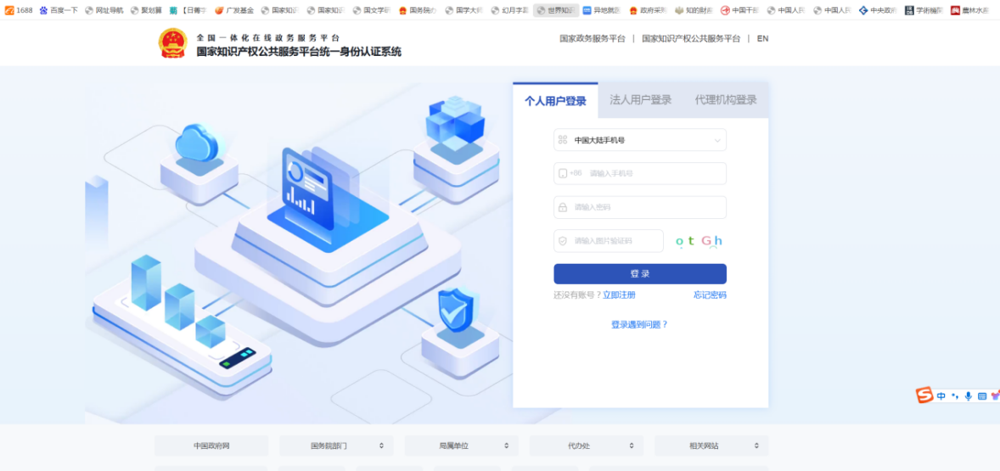 1688 百度一下 网址导航 聚划算 广发基金 国家知识 国家知识 国文学研 国务院办 国学大师 世界知识 异地就医 政府采购 知的财产 中国干部 中国人民 中国人民 中央政府 学術機関 農林水産
全国一体化在线政务服务平台
国家知识产权公共服务平台统一身份认证系统
国家政务服务平台 | 国家知识产权公共服务平台 | EN
个人用户登录 法人用户登录 代理机构登录
中国大陆手机号
+86 请输入手机号
请输入密码
请输入图片验证码 otGh
登录
还没有账号？立即注册 忘记密码
登录遇到问题？
中
中国政府网 国务院部门 局属单位 代办处 相关网站